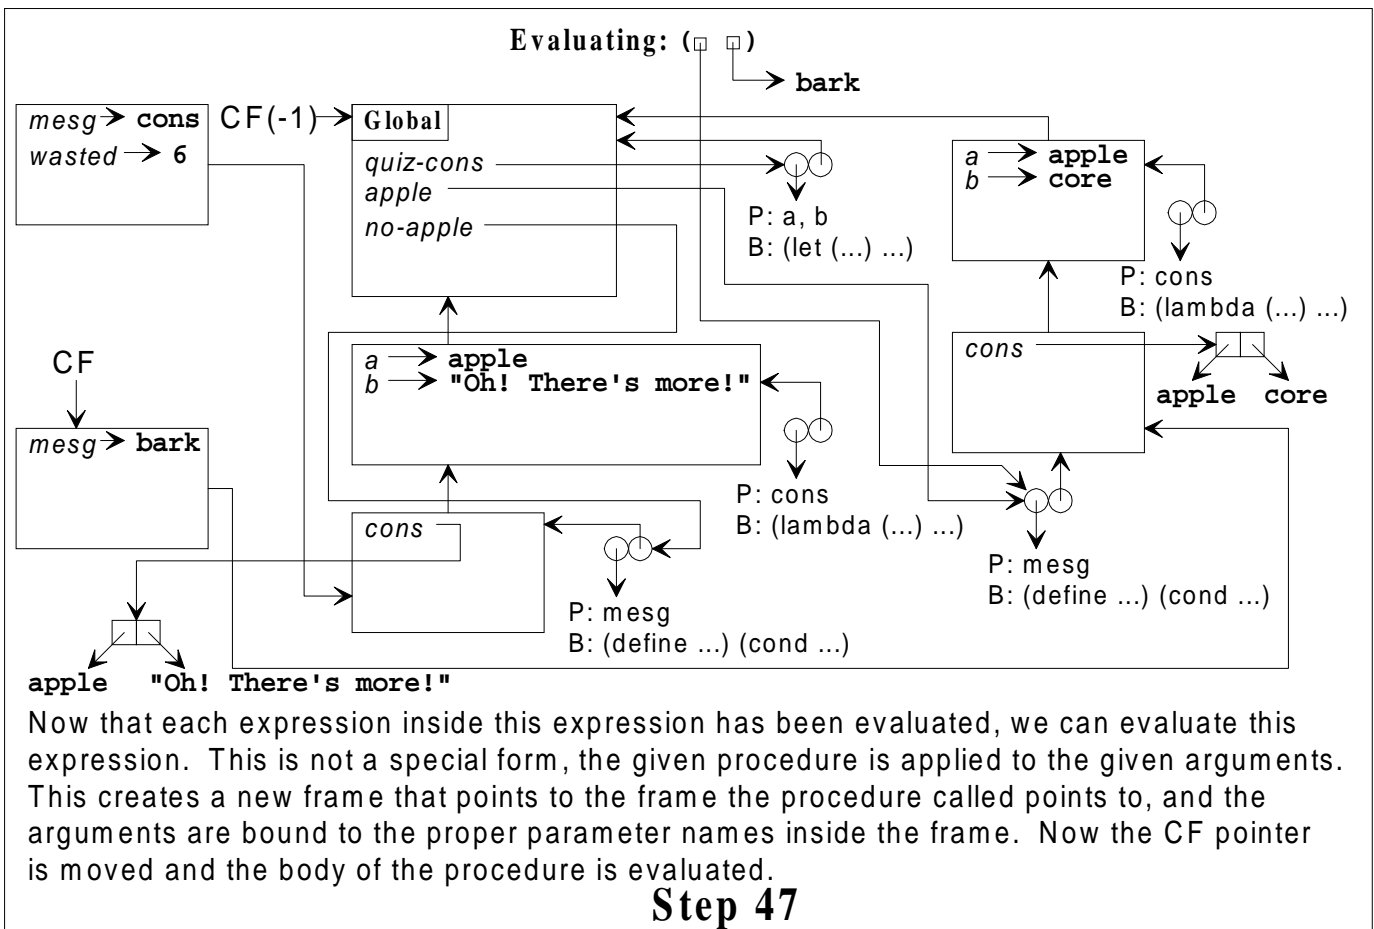 Evaluating: ( )
bark
mesg cons
wasted 6
CF(-1)
Global
quiz-cons
apple
no-apple
P: a, b
B: (let (...) ...)
a apple
b core
P: cons
B: (lambda (...) ...)
CF
mesg bark
a apple
b "Oh! There's more!"
P: cons
B: (lambda (...) ...)
cons
apple core
cons
P: mesg
B: (define ...) (cond ...)
P: mesg
B: (define ...) (cond ...)
apple "Oh! There's more!"
Now that each expression inside this expression has been evaluated, we can evaluate this
expression. This is not a special form, the given procedure is applied to the given arguments.
This creates a new frame that points to the frame the procedure called points to, and the
arguments are bound to the proper parameter names inside the frame. Now the CF pointer
is moved and the body of the procedure is evaluated.
Step 47